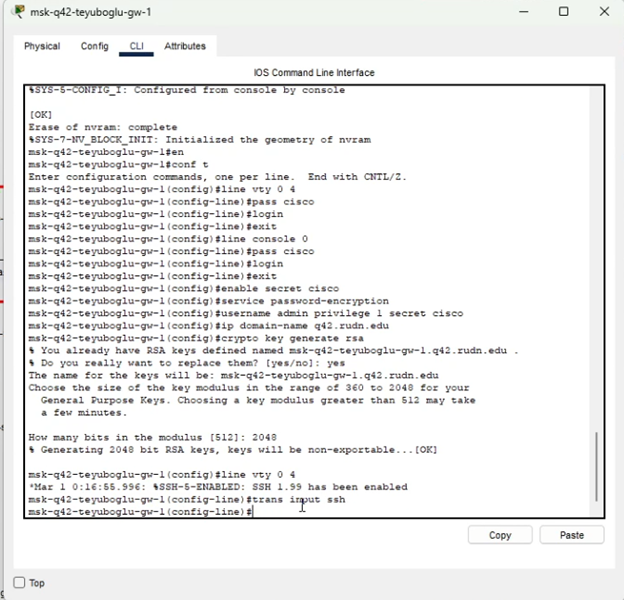 msk-q42-teyuboglu-gw-1
Physical Config CLI Attributes
IOS Command Line Interface
%SYS-5-CONFIG_I: Configured from console by console
[OK]
Erase of nvram: complete
%SYS-7-NV_BLOCK_INIT: Initialized the geometry of nvram
msk-q42-teyuboglu-gw-1#en
msk-q42-teyuboglu-gw-1#conf t
Enter configuration commands, one per line.  End with CNTL/Z.
msk-q42-teyuboglu-gw-1(config)#line vty 0 4
msk-q42-teyuboglu-gw-1(config-line)#pass cisco
msk-q42-teyuboglu-gw-1(config-line)#login
msk-q42-teyuboglu-gw-1(config-line)#exit
msk-q42-teyuboglu-gw-1(config)#line console 0
msk-q42-teyuboglu-gw-1(config-line)#pass cisco
msk-q42-teyuboglu-gw-1(config-line)#login
msk-q42-teyuboglu-gw-1(config-line)#exit
msk-q42-teyuboglu-gw-1(config)#enable secret cisco
msk-q42-teyuboglu-gw-1(config)#service password-encryption
msk-q42-teyuboglu-gw-1(config)#username admin privilege 1 secret cisco
msk-q42-teyuboglu-gw-1(config)#ip domain-name q42.rudn.edu
msk-q42-teyuboglu-gw-1(config)#crypto key generate rsa
% You already have RSA keys defined named msk-q42-teyuboglu-gw-1.q42.rudn.edu .
% Do you really want to replace them? [yes/no]: yes
The name for the keys will be: msk-q42-teyuboglu-gw-1.q42.rudn.edu
Choose the size of the key modulus in the range of 360 to 2048 for your
General Purpose Keys. Choosing a key modulus greater than 512 may take
a few minutes.
How many bits in the modulus [512]: 2048
% Generating 2048 bit RSA keys, keys will be non-exportable...[OK]
msk-q42-teyuboglu-gw-1(config)#line vty 0 4
*Mar 1 0:16:55.996: %SSH-5-ENABLED: SSH 1.99 has been enabled
msk-q42-teyuboglu-gw-1(config-line)#trans input ssh
msk-q42-teyuboglu-gw-1(config-line)#
Copy Paste
Top